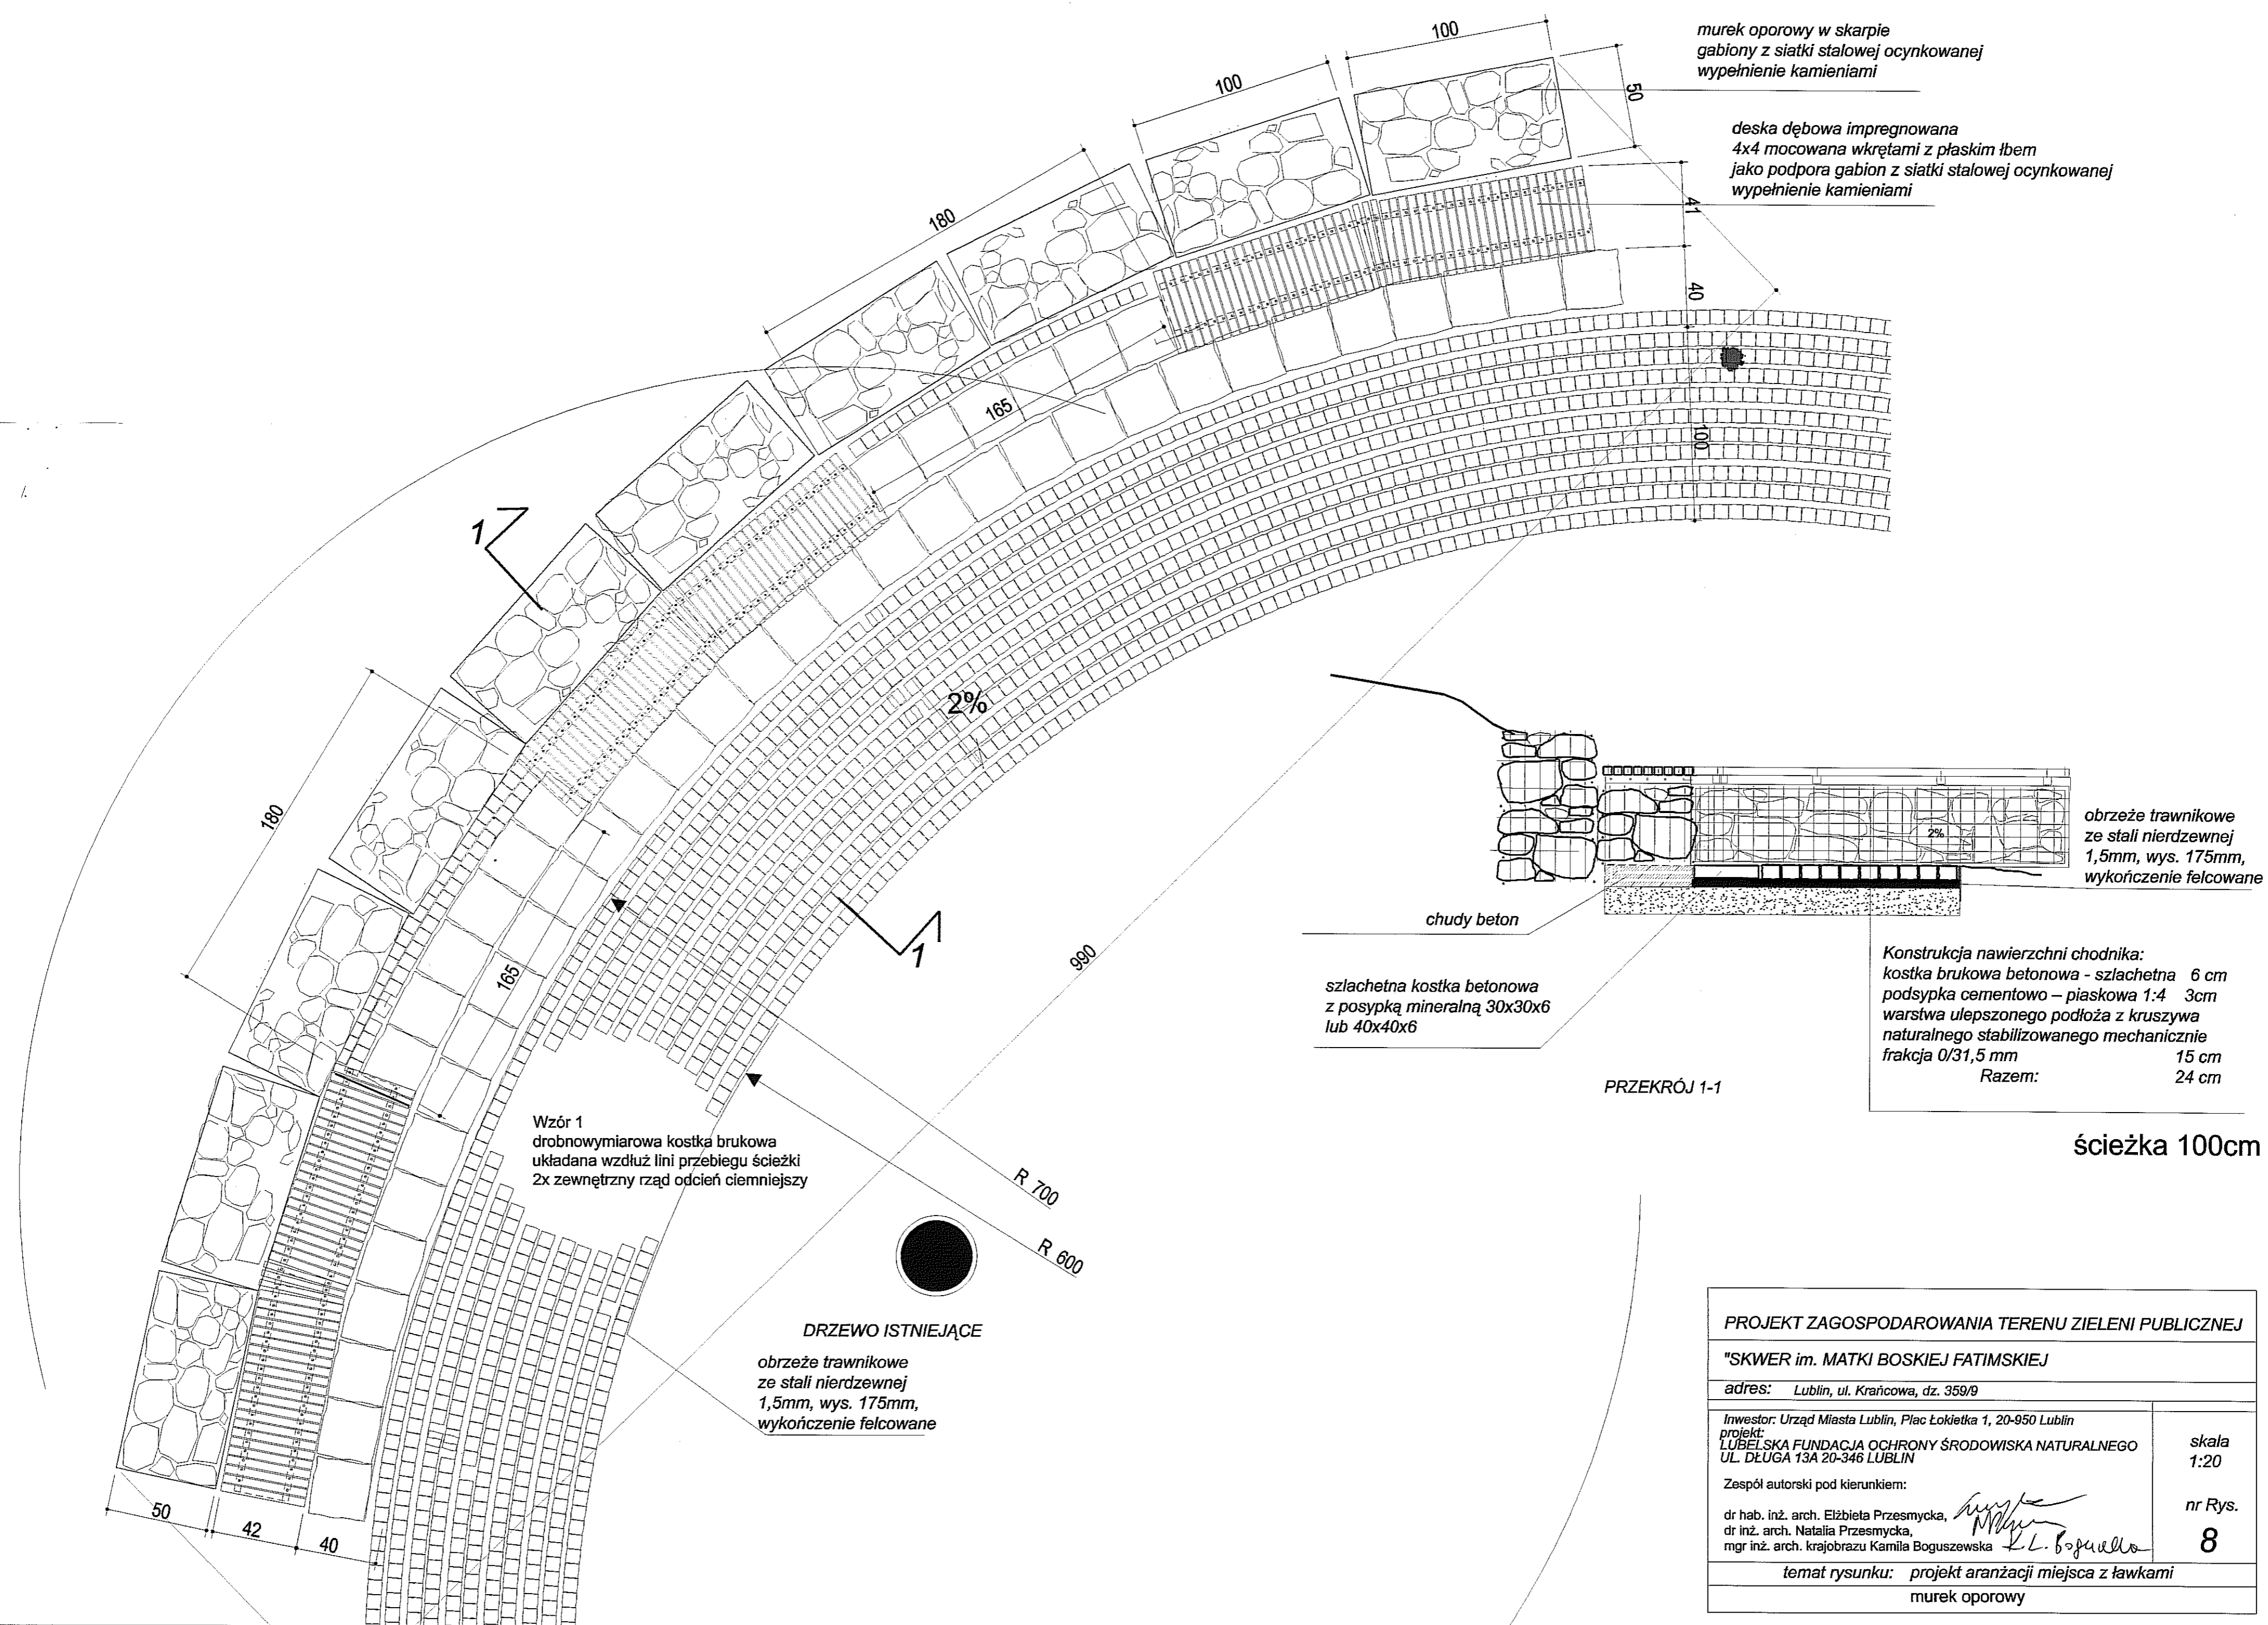 100
murek oporowy w skarpie
gabiony z siatki stalowej ocynkowanej
wypełnienie kamieniami
100
50
deska dębowa impregnowana
4x4 mocowana wkrętami z płaskim łbem
jako podpora gabion z siatki stalowej ocynkowanej
wypełnienie kamieniami
180
41
40
165
100
1
2%
180
165
1
990
2%
obrzeże trawnikowe
ze stali nierdzewnej
1,5mm, wys. 175mm,
wykończenie felcowane
chudy beton
szlachetna kostka betonowa
z posypką mineralną 30x30x6
lub 40x40x6
Konstrukcja nawierzchni chodnika:
kostka brukowa betonowa - szlachetna 6 cm
podsypka cementowo – piaskowa 1:4 3cm
warstwa ulepszonego podłoża z kruszywa
naturalnego stabilizowanego mechanicznie
frakcja 0/31,5 mm 15 cm
Razem: 24 cm
PRZEKRÓJ 1-1
ścieżka 100cm
Wzór 1
drobnowymiarowa kostka brukowa
układana wzdłuż lini przebiegu ścieżki
2x zewnętrzny rząd odcień ciemniejszy
R 700
R 600
DRZEWO ISTNIEJĄCE
obrzeże trawnikowe
ze stali nierdzewnej
1,5mm, wys. 175mm,
wykończenie felcowane
50
42
40
PROJEKT ZAGOSPODAROWANIA TERENU ZIELENI PUBLICZNEJ
"SKWER im. MATKI BOSKIEJ FATIMSKIEJ
adres: Lublin, ul. Krańcowa, dz. 359/9
Inwestor: Urząd Miasta Lublin, Plac Łokietka 1, 20-950 Lublin
projekt:
LUBELSKA FUNDACJA OCHRONY ŚRODOWISKA NATURALNEGO
UL. DŁUGA 13A 20-346 LUBLIN
skala
1:20
Zespół autorski pod kierunkiem:
dr hab. inż. arch. Elżbieta Przesmycka,
dr inż. arch. Natalia Przesmycka,
mgr inż. arch. krajobrazu Kamila Boguszewska
nr Rys.
8
temat rysunku: projekt aranżacji miejsca z ławkami
murek oporowy